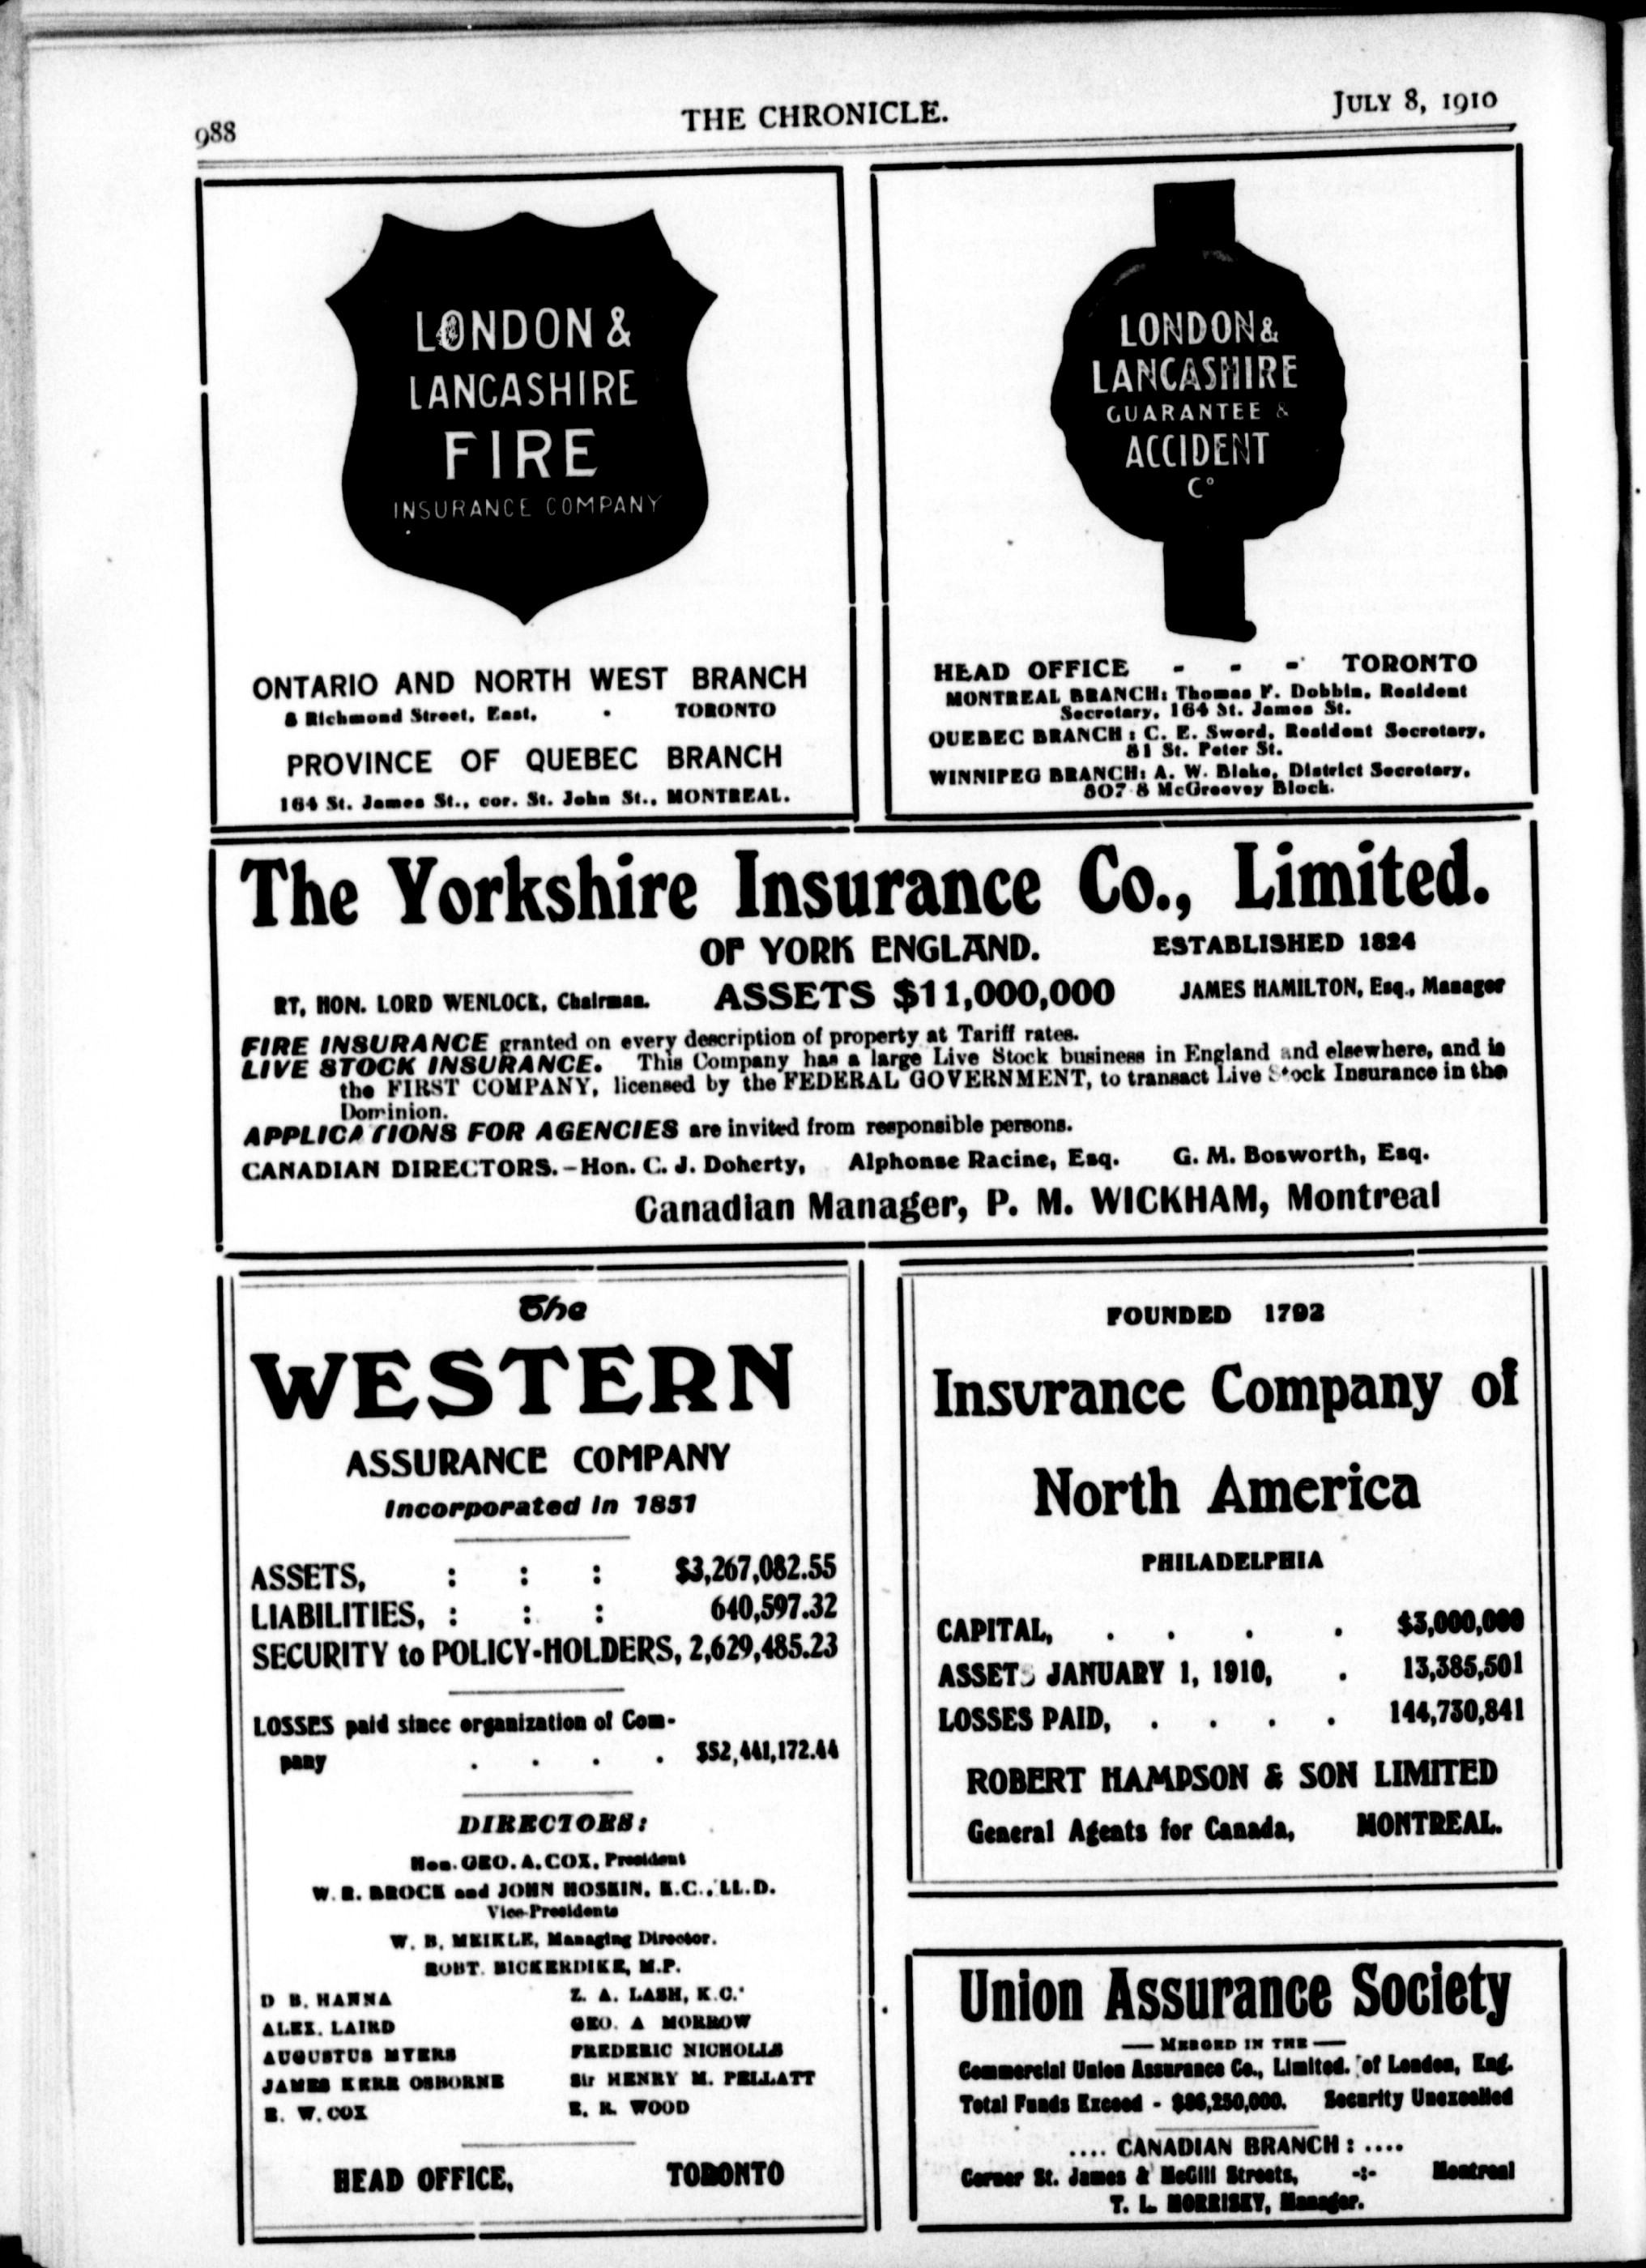 988
THE CHRONICLE.
JULY 8, 1910
LONDON &
LANCASHIRE
FIRE
INSURANCE COMPANY
ONTARIO AND NORTH WEST BRANCH
8 Richmond Street, East, - TORONTO
PROVINCE OF QUEBEC BRANCH
164 St. James St., cor. St. John St., MONTREAL.
LONDON &
LANCASHIRE
GUARANTEE &
ACCIDENT
Co
HEAD OFFICE - - - TORONTO
MONTREAL BRANCH: Thomas F. Dobbin, Resident
Secretary, 164 St. James St.
QUEBEC BRANCH: C. E. Sword, Resident Secretary,
81 St. Peter St.
WINNIPEG BRANCH: A. W. Blake, District Secretary,
507-8 McGreevey Block.
The Yorkshire Insurance Co., Limited.
OF YORK ENGLAND. ESTABLISHED 1824
RT. HON. LORD WENLOCK, Chairman. ASSETS $11,000,000 JAMES HAMILTON, Esq., Manager
FIRE INSURANCE granted on every description of property at Tariff rates.
LIVE STOCK INSURANCE. This Company has a large Live Stock business in England and elsewhere, and is
the FIRST COMPANY, licensed by the FEDERAL GOVERNMENT, to transact Live Stock Insurance in the
Dominion.
APPLICATIONS FOR AGENCIES are invited from responsible persons.
CANADIAN DIRECTORS.-Hon. C. J. Doherty, Alphonse Racine, Esq. G. M. Bosworth, Esq.
Canadian Manager, P. M. WICKHAM, Montreal
The
WESTERN
ASSURANCE COMPANY
Incorporated in 1851
ASSETS, : : : $3,267,082.55
LIABILITIES, : : : 640,597.32
SECURITY to POLICY-HOLDERS, 2,629,485.23
LOSSES paid since organization of Com-
pany . . . . $52,441,172.44
DIRECTORS:
Hon. GEO. A. COX, President
W. R. BROCK and JOHN HOSKIN, K.C., LL.D.
Vice-Presidents
W. B. MEIKLE, Managing Director.
ROBT. BICKERDIKE, M.P.
D B. HANNA Z. A. LASH, K.C.
ALEX. LAIRD GEO. A MORROW
AUGUSTUS MYERS FREDERIC NICHOLLS
JAMES KERR OSBORNE Sir HENRY M. PELLATT
E. W. COX E. R. WOOD
HEAD OFFICE, TORONTO
FOUNDED 1792
Insurance Company of
North America
PHILADELPHIA
CAPITAL, . . . . $3,000,000
ASSETS JANUARY 1, 1910, . 13,385,501
LOSSES PAID, . . . . 144,730,841
ROBERT HAMPSON & SON LIMITED
General Agents for Canada, MONTREAL.
Union Assurance Society
— MERGED IN THE —
Commercial Union Assurance Co., Limited. of London, Eng.
Total Funds Exceed - $86,250,000. Security Unexcelled
.... CANADIAN BRANCH: ....
Corner St. James & McGill Streets, -:- Montreal
T. L. MORRISEY, Manager.